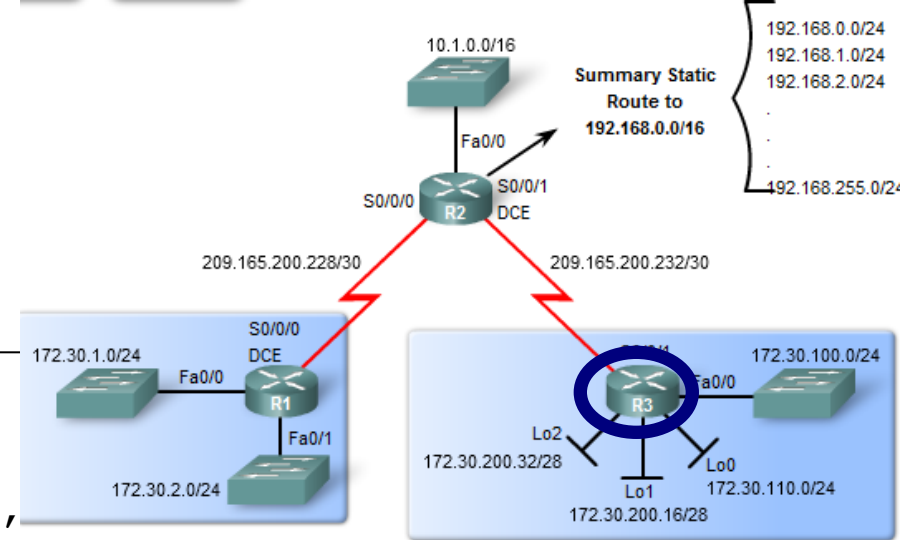 192.168.0.0/24
192.168.1.0/24
192.168.2.0/24
.
.
.
192.168.255.0/24
10.1.0.0/16
Summary Static
Route to
192.168.0.0/16
Fa0/0
S0/0/0
R2
S0/0/1
DCE
209.165.200.228/30
209.165.200.232/30
S0/0/0
DCE
172.30.1.0/24
Fa0/0
R1
Fa0/1
172.30.2.0/24
,
172.30.100.0/24
Fa0/0
R3
Lo2
172.30.200.32/28
Lo1
172.30.200.16/28
Lo0
172.30.110.0/24